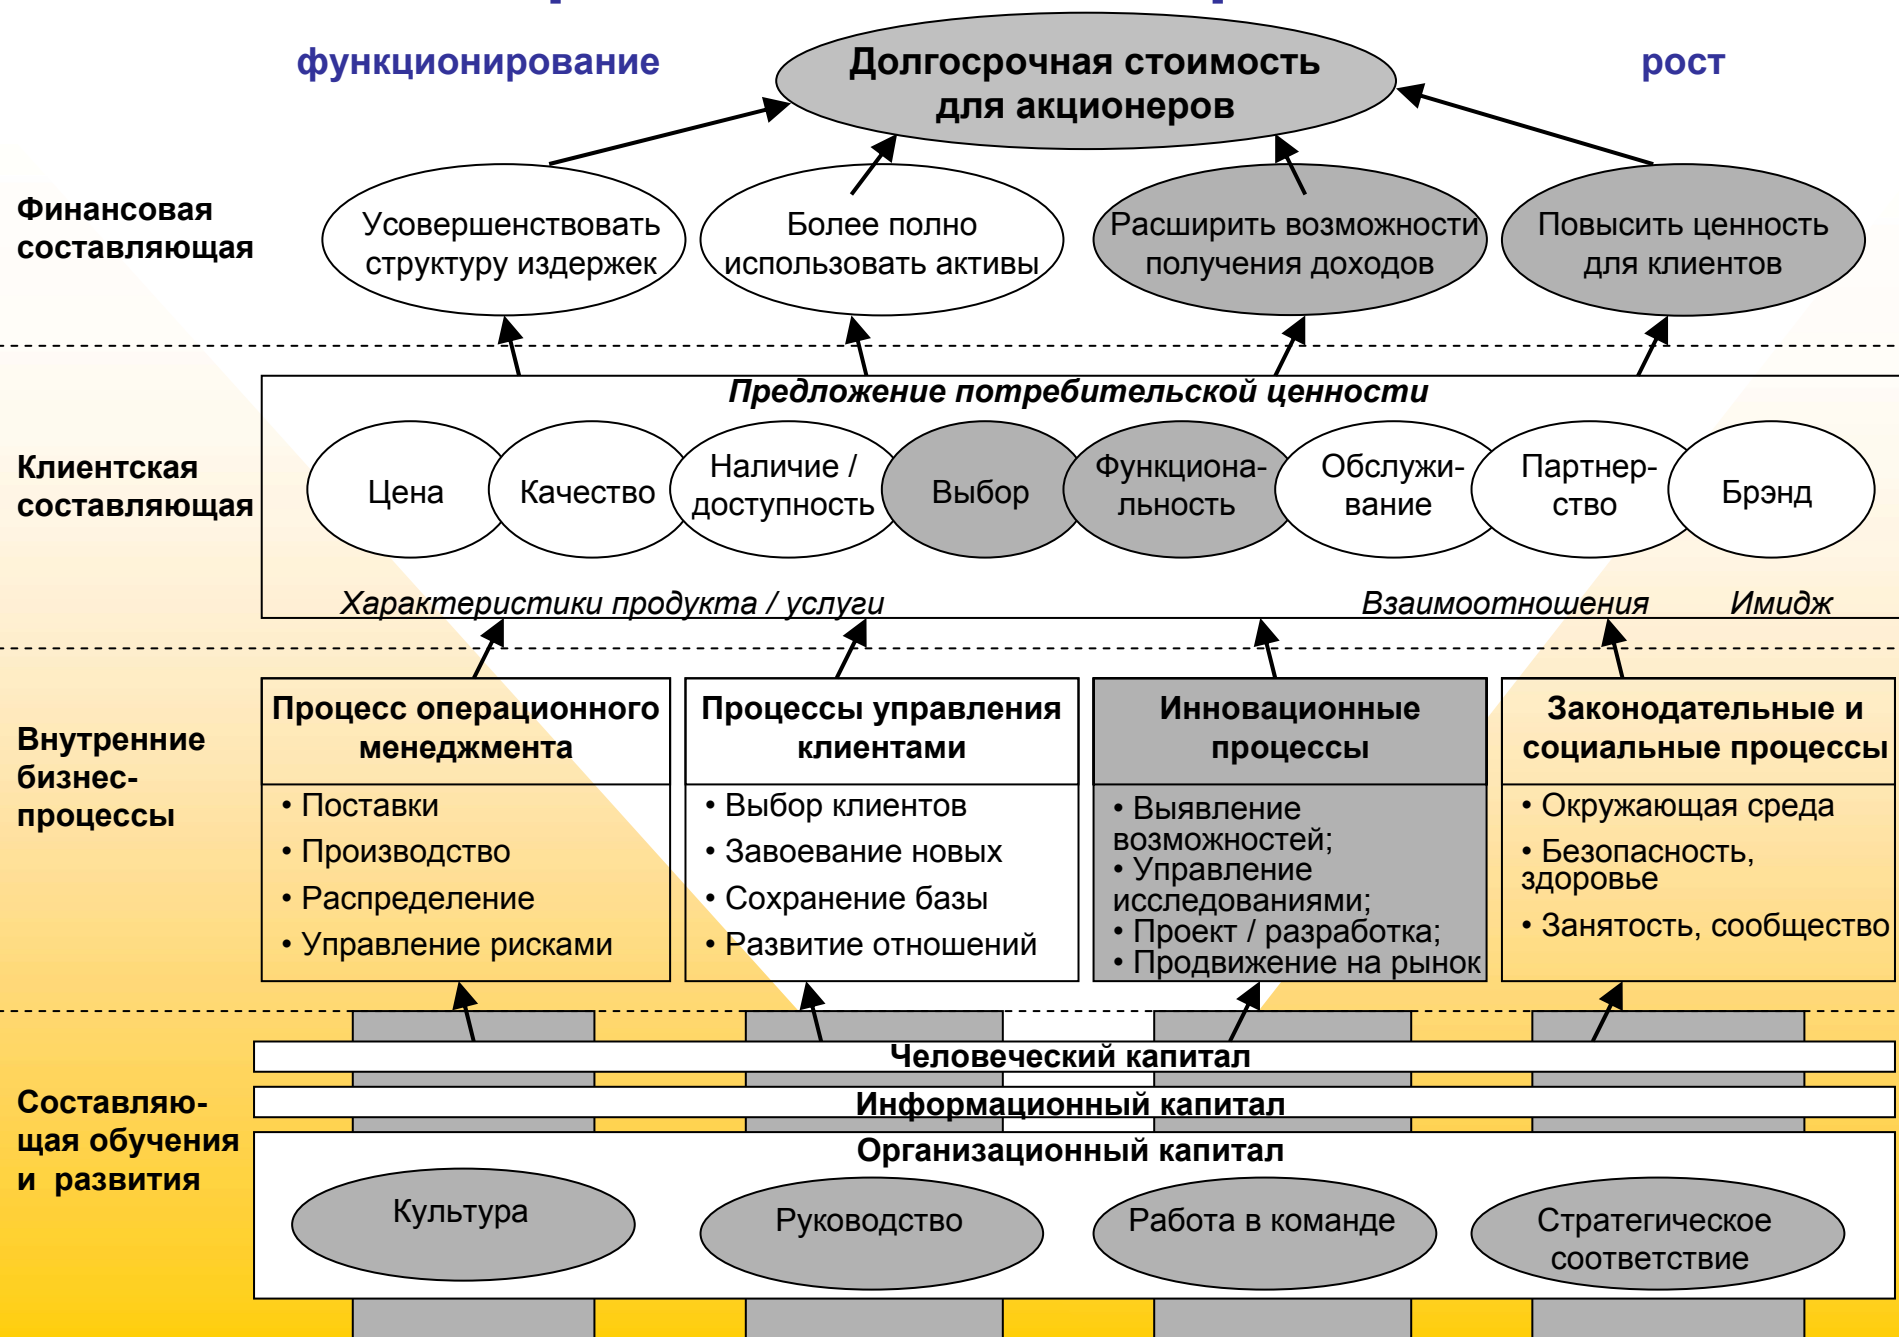 функционирование
Долгосрочная стоимость
для акционеров
рост
Финансовая
составляющая
Усовершенствовать
структуру издержек
Более полно
использовать активы
Расширить возможности
получения доходов
Повысить ценность
для клиентов
Предложение потребительской ценности
Клиентская
составляющая
Цена
Качество
Наличие /
доступность
Выбор
Функциона-
льность
Обслужи-
вание
Партнер-
ство
Брэнд
Характеристики продукта / услуги
Взаимоотношения
Имидж
Внутренние
бизнес-
процессы
Процесс операционного
менеджмента
• Поставки
• Производство
• Распределение
• Управление рисками
Процессы управления
клиентами
• Выбор клиентов
• Завоевание новых
• Сохранение базы
• Развитие отношений
Инновационные
процессы
• Выявление
возможностей;
• Управление
исследованиями;
• Проект / разработка;
• Продвижение на рынок
Законодательные и
социальные процессы
• Окружающая среда
• Безопасность,
здоровье
• Занятость, сообщество
Составляю-
щая обучения
и развития
Человеческий капитал
Информационный капитал
Организационный капитал
Культура
Руководство
Работа в команде
Стратегическое
соответствие